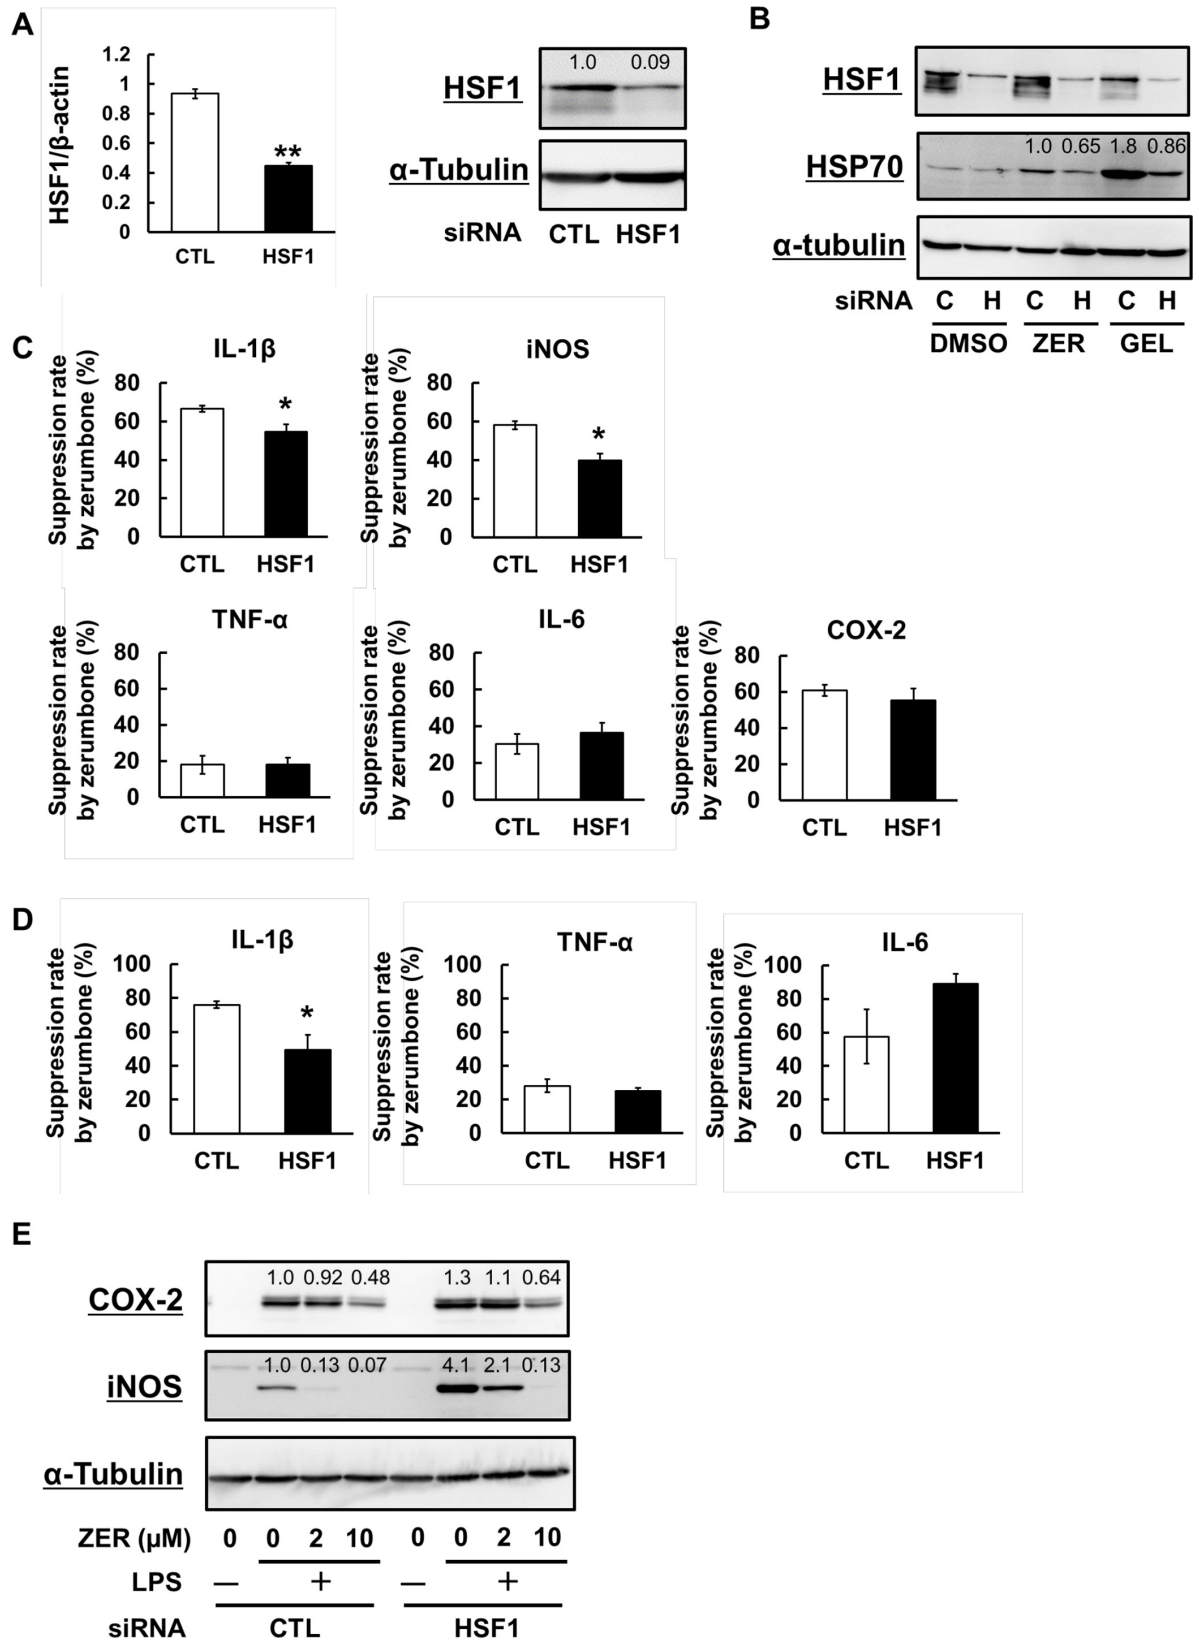 A
HSF1/β-actin
1.2
1
0.8
0.6
0.4
0.2
0
**
CTL HSF1
HSF1
1.0 0.09
α-Tubulin
siRNA CTL HSF1
B
HSF1
HSP70
1.0 0.65 1.8 0.86
α-tubulin
siRNA C H C H C H
DMSO ZER GEL
C
IL-1β
Suppression rate
by zerumbone (%)
80
60
40
20
0
*
CTL HSF1
iNOS
Suppression rate
by zerumbone (%)
80
60
40
20
0
*
CTL HSF1
TNF-α
Suppression rate
by zerumbone (%)
80
60
40
20
0
CTL HSF1
IL-6
Suppression rate
by zerumbone (%)
80
60
40
20
0
CTL HSF1
COX-2
Suppression rate
by zerumbone (%)
80
60
40
20
0
CTL HSF1
D
IL-1β
Suppression rate
by zerumbone (%)
100
80
60
40
20
0
*
CTL HSF1
TNF-α
Suppression rate
by zerumbone (%)
100
80
60
40
20
0
CTL HSF1
IL-6
Suppression rate
by zerumbone (%)
100
80
60
40
20
0
CTL HSF1
E
COX-2
1.0 0.92 0.48 1.3 1.1 0.64
iNOS
1.0 0.13 0.07 4.1 2.1 0.13
α-Tubulin
ZER (μM) 0 0 2 10 0 0 2 10
LPS — + — +
siRNA CTL HSF1